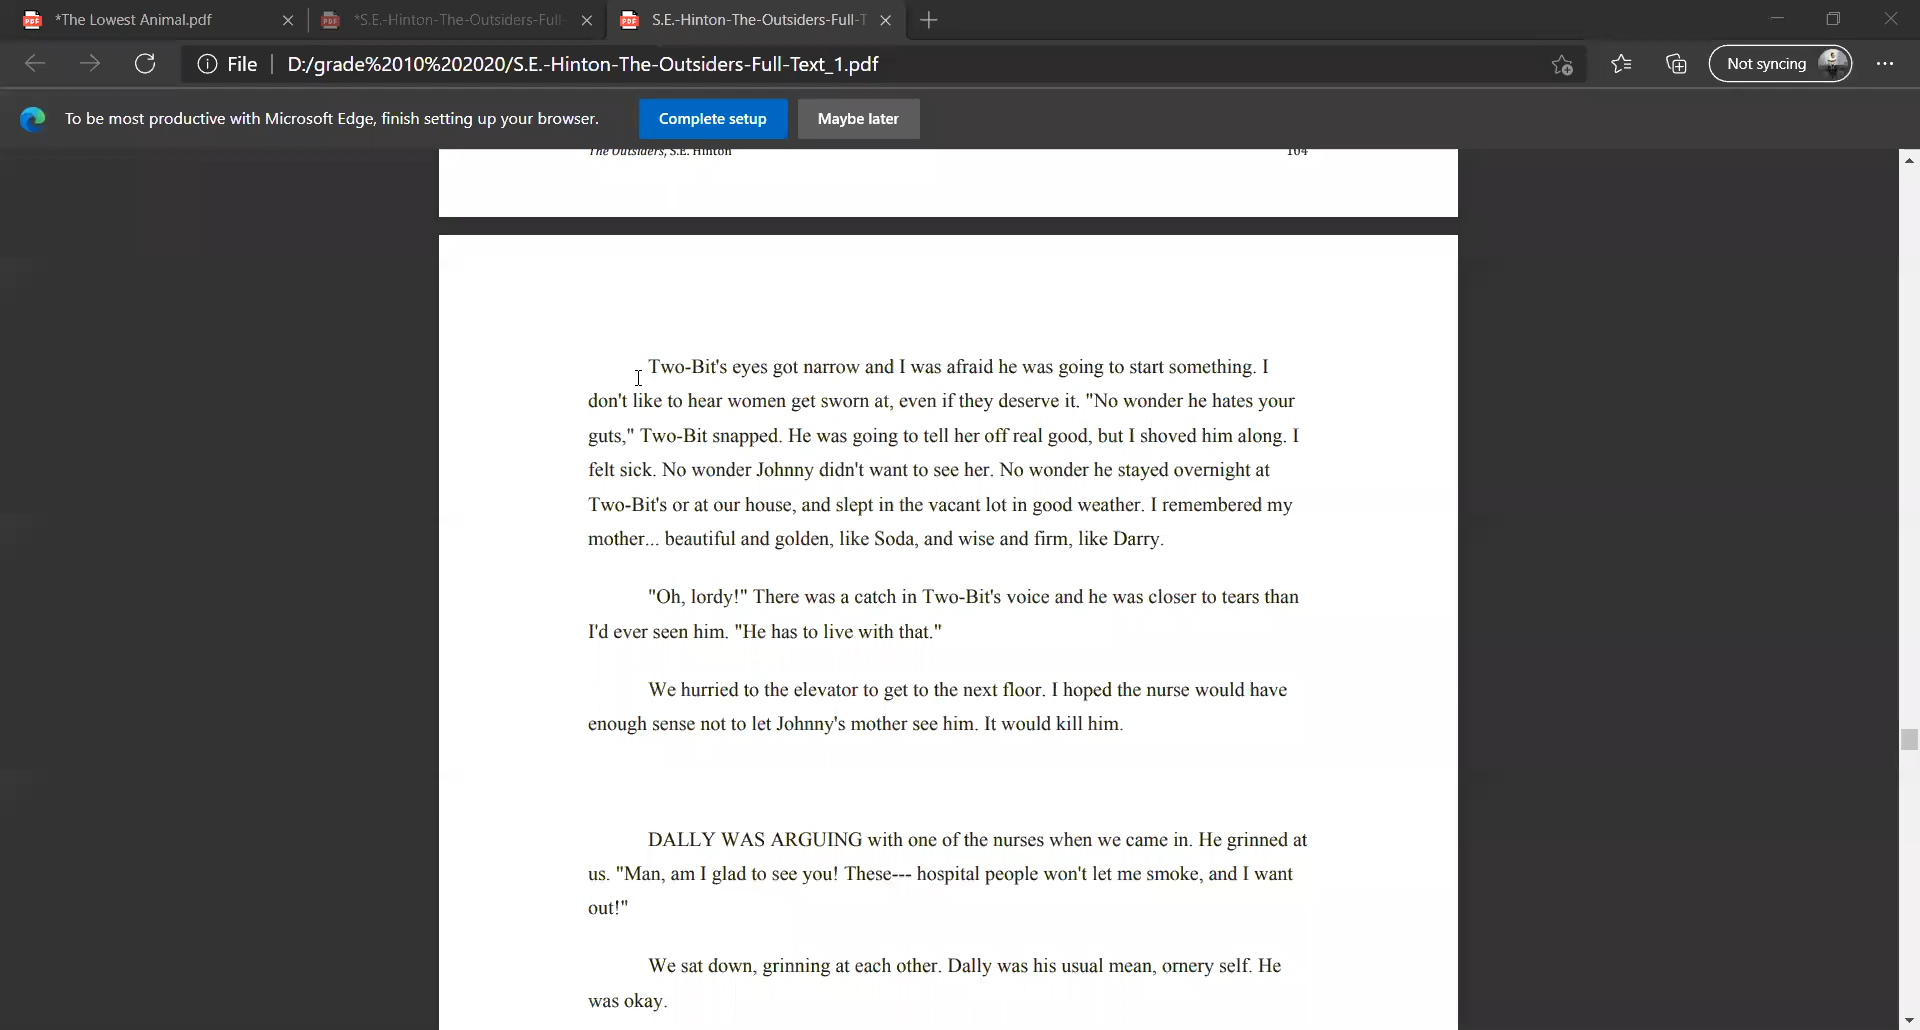 *The Lowest Animal.pdf
*S.E.-Hinton-The-Outsiders-Full-
S.E.-Hinton-The-Outsiders-Full-T
File
D:/grade%2010%202020/S.E.-Hinton-The-Outsiders-Full-Text_1.pdf
Not syncing
To be most productive with Microsoft Edge, finish setting up your browser.
Complete setup
Maybe later
The Outsiders, S.E. Hinton 104
Two-Bit's eyes got narrow and I was afraid he was going to start something. I
don't like to hear women get sworn at, even if they deserve it. "No wonder he hates your
guts," Two-Bit snapped. He was going to tell her off real good, but I shoved him along. I
felt sick. No wonder Johnny didn't want to see her. No wonder he stayed overnight at
Two-Bit's or at our house, and slept in the vacant lot in good weather. I remembered my
mother... beautiful and golden, like Soda, and wise and firm, like Darry.
"Oh, lordy!" There was a catch in Two-Bit's voice and he was closer to tears than
I'd ever seen him. "He has to live with that."
We hurried to the elevator to get to the next floor. I hoped the nurse would have
enough sense not to let Johnny's mother see him. It would kill him.
DALLY WAS ARGUING with one of the nurses when we came in. He grinned at
us. "Man, am I glad to see you! These--- hospital people won't let me smoke, and I want
out!"
We sat down, grinning at each other. Dally was his usual mean, ornery self. He
was okay.